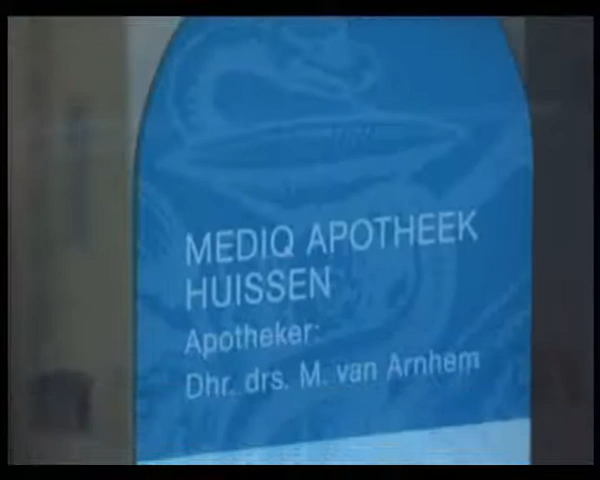 MEDIQ APOTHEEK
HUISSEN
Apotheker:
Dhr. drs. M. van Arnhem